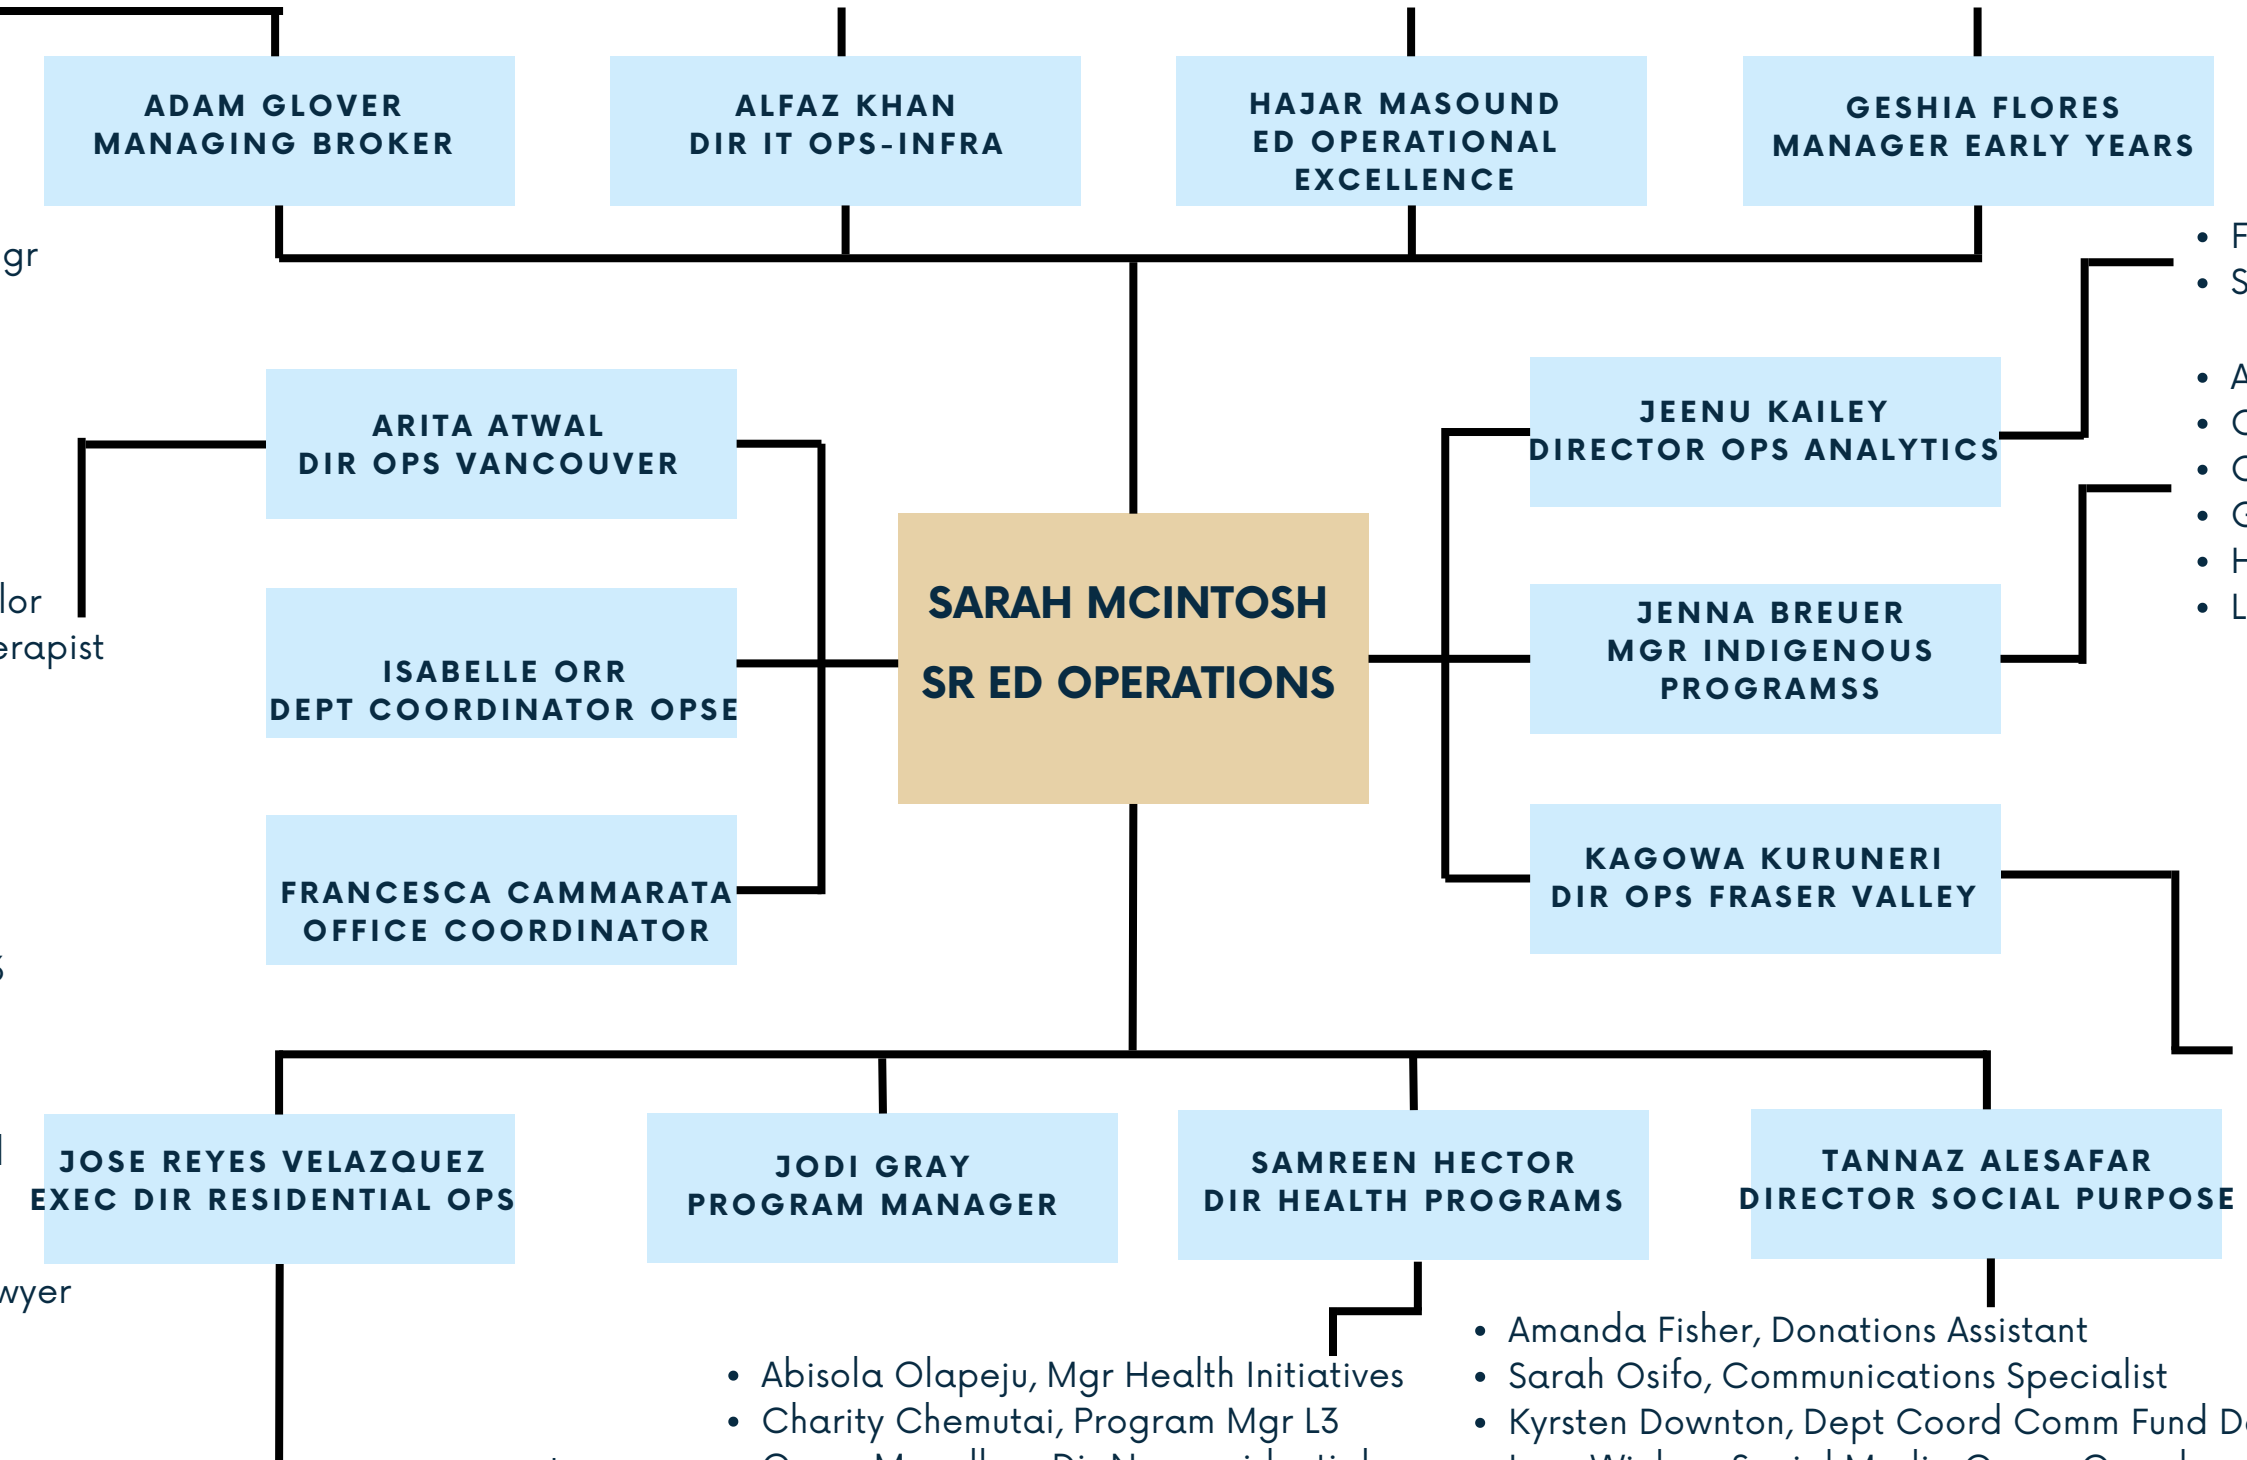 ADAM GLOVER
MANAGING BROKER
ALFAZ KHAN
DIR IT OPS-INFRA
HAJAR MASOUND
ED OPERATIONAL
EXCELLENCE
GESHIA FLORES
MANAGER EARLY YEARS
gr
F
S
ARITA ATWAL
DIR OPS VANCOUVER
JEENU KAILEY
DIRECTOR OPS ANALYTICS
A
H
L
lor
erapist
ISABELLE ORR
DEPT COORDINATOR OPSE
SARAH MCINTOSH
SR ED OPERATIONS
JENNA BREUER
MGR INDIGENOUS
PROGRAMSS
FRANCESCA CAMMARATA
OFFICE COORDINATOR
KAGOWA KURUNERI
DIR OPS FRASER VALLEY
JOSE REYES VELAZQUEZ
EXEC DIR RESIDENTIAL OPS
JODI GRAY
PROGRAM MANAGER
SAMREEN HECTOR
DIR HEALTH PROGRAMS
TANNAZ ALESAFAR
DIRECTOR SOCIAL PURPOSE
wyer
• Abisola Olapeju, Mgr Health Initiatives
• Charity Chemutai, Program Mgr L3
• Amanda Fisher, Donations Assistant
• Sarah Osifo, Communications Specialist
• Kyrsten Downton, Dept Coord Comm Fund D